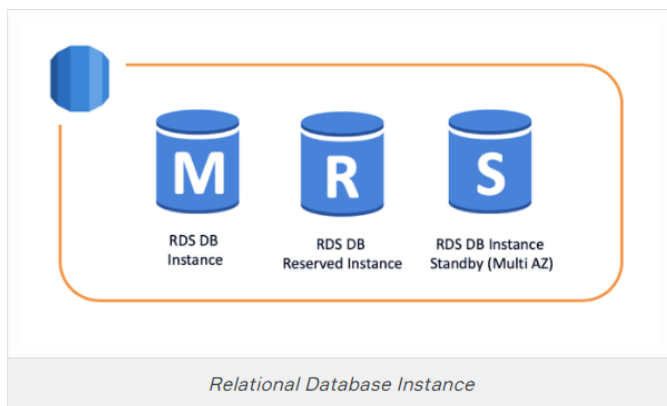 M
R
S
RDS DB
Instance
RDS DB
Reserved Instance
RDS DB Instance
Standby (Multi AZ)
Relational Database Instance